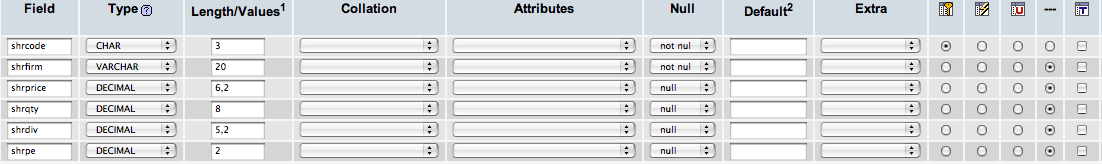 Field Type Length/Values1 Collation Attributes Null Default2 Extra ---
shrcode CHAR 3 not nul
shrfirm VARCHAR 20 not nul
shrprice DECIMAL 6,2 null
shrqty DECIMAL 8 null
shrdiv DECIMAL 5,2 null
shrpe DECIMAL 2 null